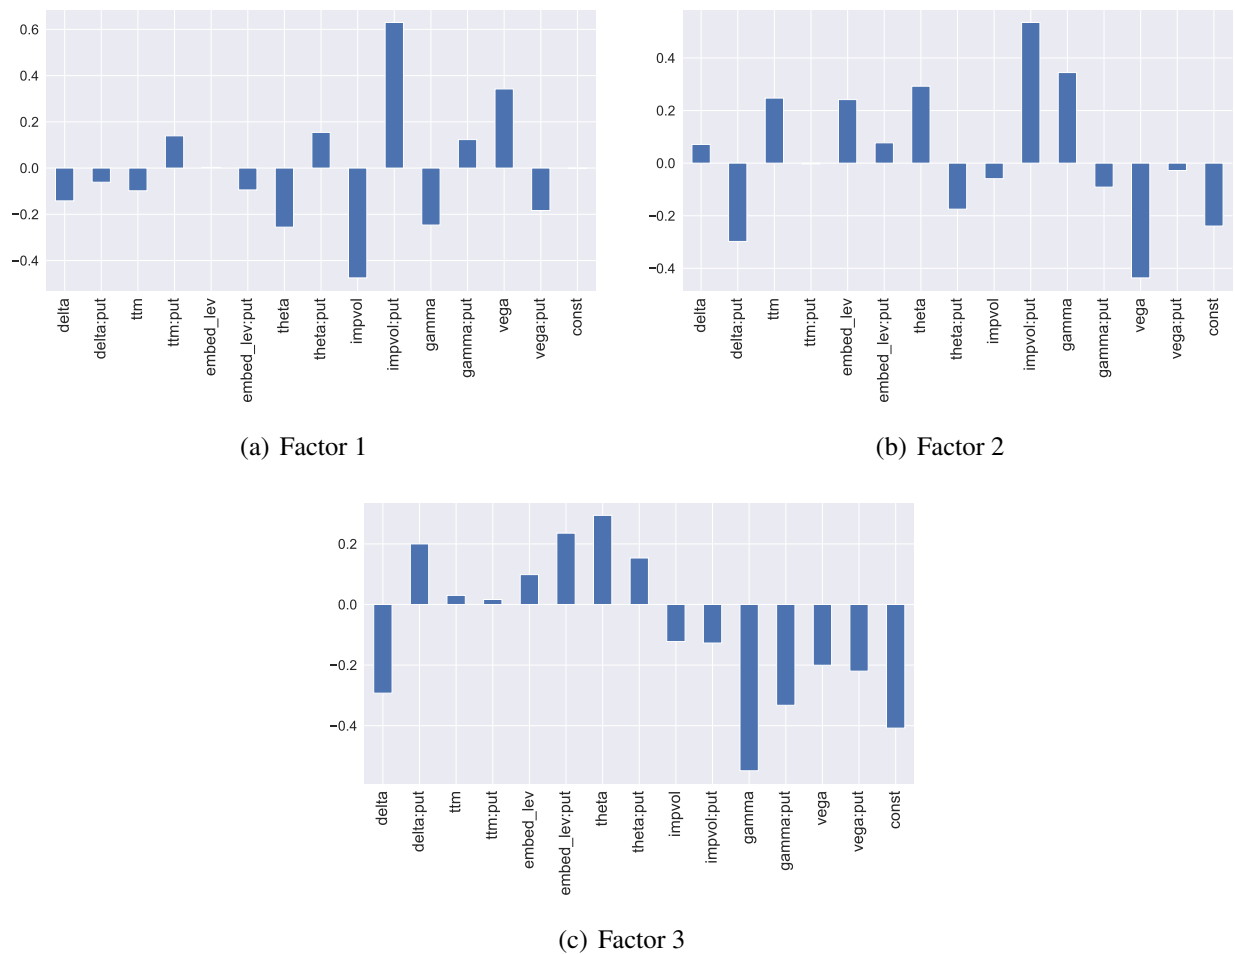 0.6
0.4
0.2
0.0
−0.2
−0.4
delta
delta:put
ttm
ttm:put
embed_lev
embed_lev:put
theta
theta:put
impvol
impvol:put
gamma
gamma:put
vega
vega:put
const
(a) Factor 1
0.4
0.2
0.0
−0.2
−0.4
delta
delta:put
ttm
ttm:put
embed_lev
embed_lev:put
theta
theta:put
impvol
impvol:put
gamma
gamma:put
vega
vega:put
const
(b) Factor 2
0.2
0.0
−0.2
−0.4
delta
delta:put
ttm
ttm:put
embed_lev
embed_lev:put
theta
theta:put
impvol
impvol:put
gamma
gamma:put
vega
vega:put
const
(c) Factor 3